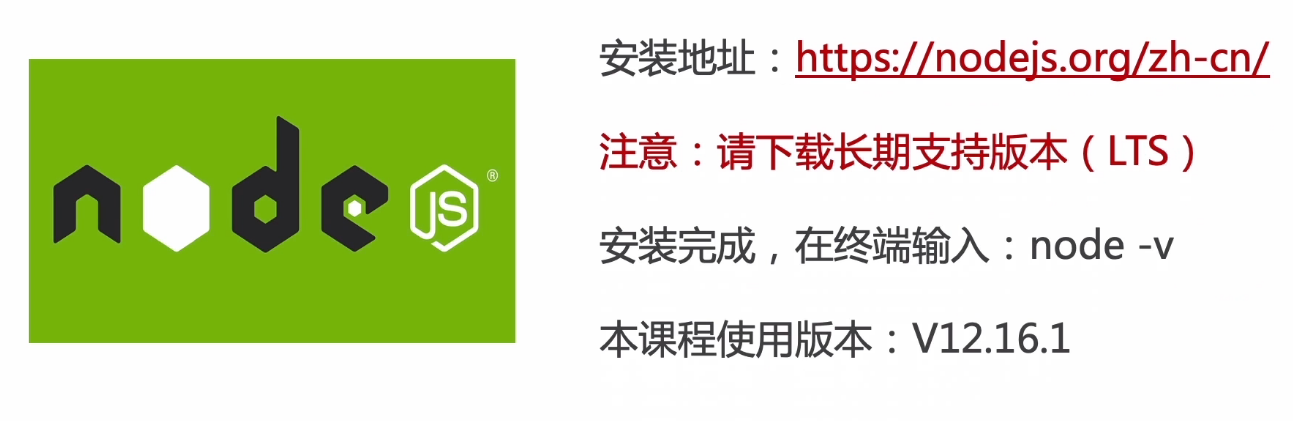 node JS ®
安装地址：https://nodejs.org/zh-cn/
注意：请下载长期支持版本（LTS）
安装完成，在终端输入：node -v
本课程使用版本：V12.16.1